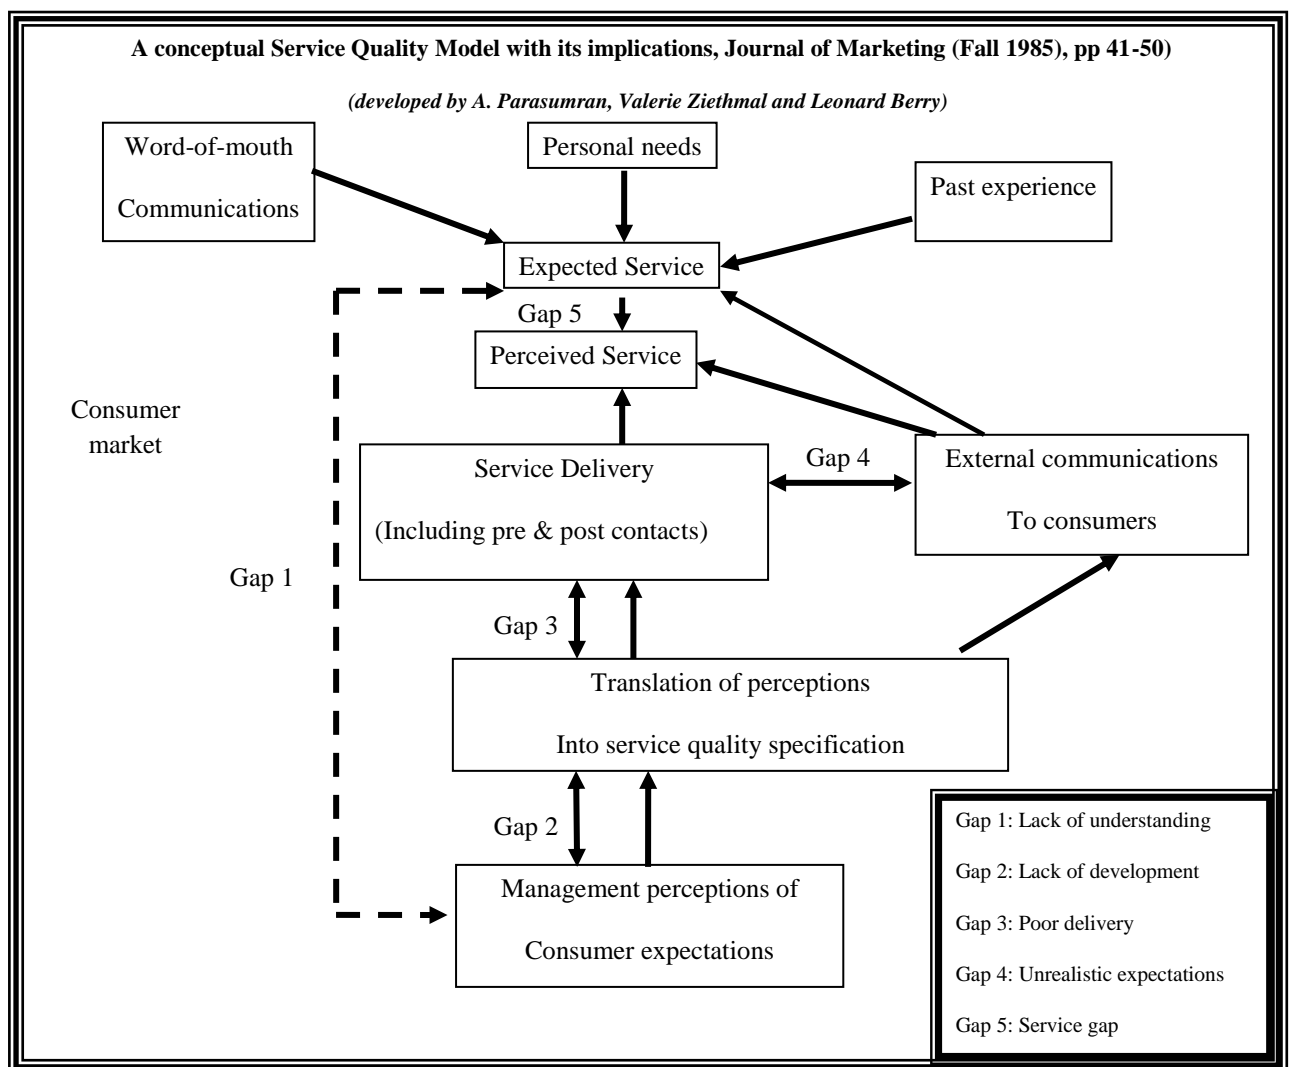 A conceptual Service Quality Model with its implications, Journal of Marketing (Fall 1985), pp 41-50)
(developed by A. Parasumran, Valerie Ziethmal and Leonard Berry)
Word-of-mouth
Communications
Personal needs
Past experience
Expected Service
Gap 5
Perceived Service
Consumer
market
Service Delivery
(Including pre & post contacts)
Gap 4
External communications
To consumers
Gap 1
Gap 3
Translation of perceptions
Into service quality specification
Gap 2
Management perceptions of
Consumer expectations
Gap 1: Lack of understanding
Gap 2: Lack of development
Gap 3: Poor delivery
Gap 4: Unrealistic expectations
Gap 5: Service gap